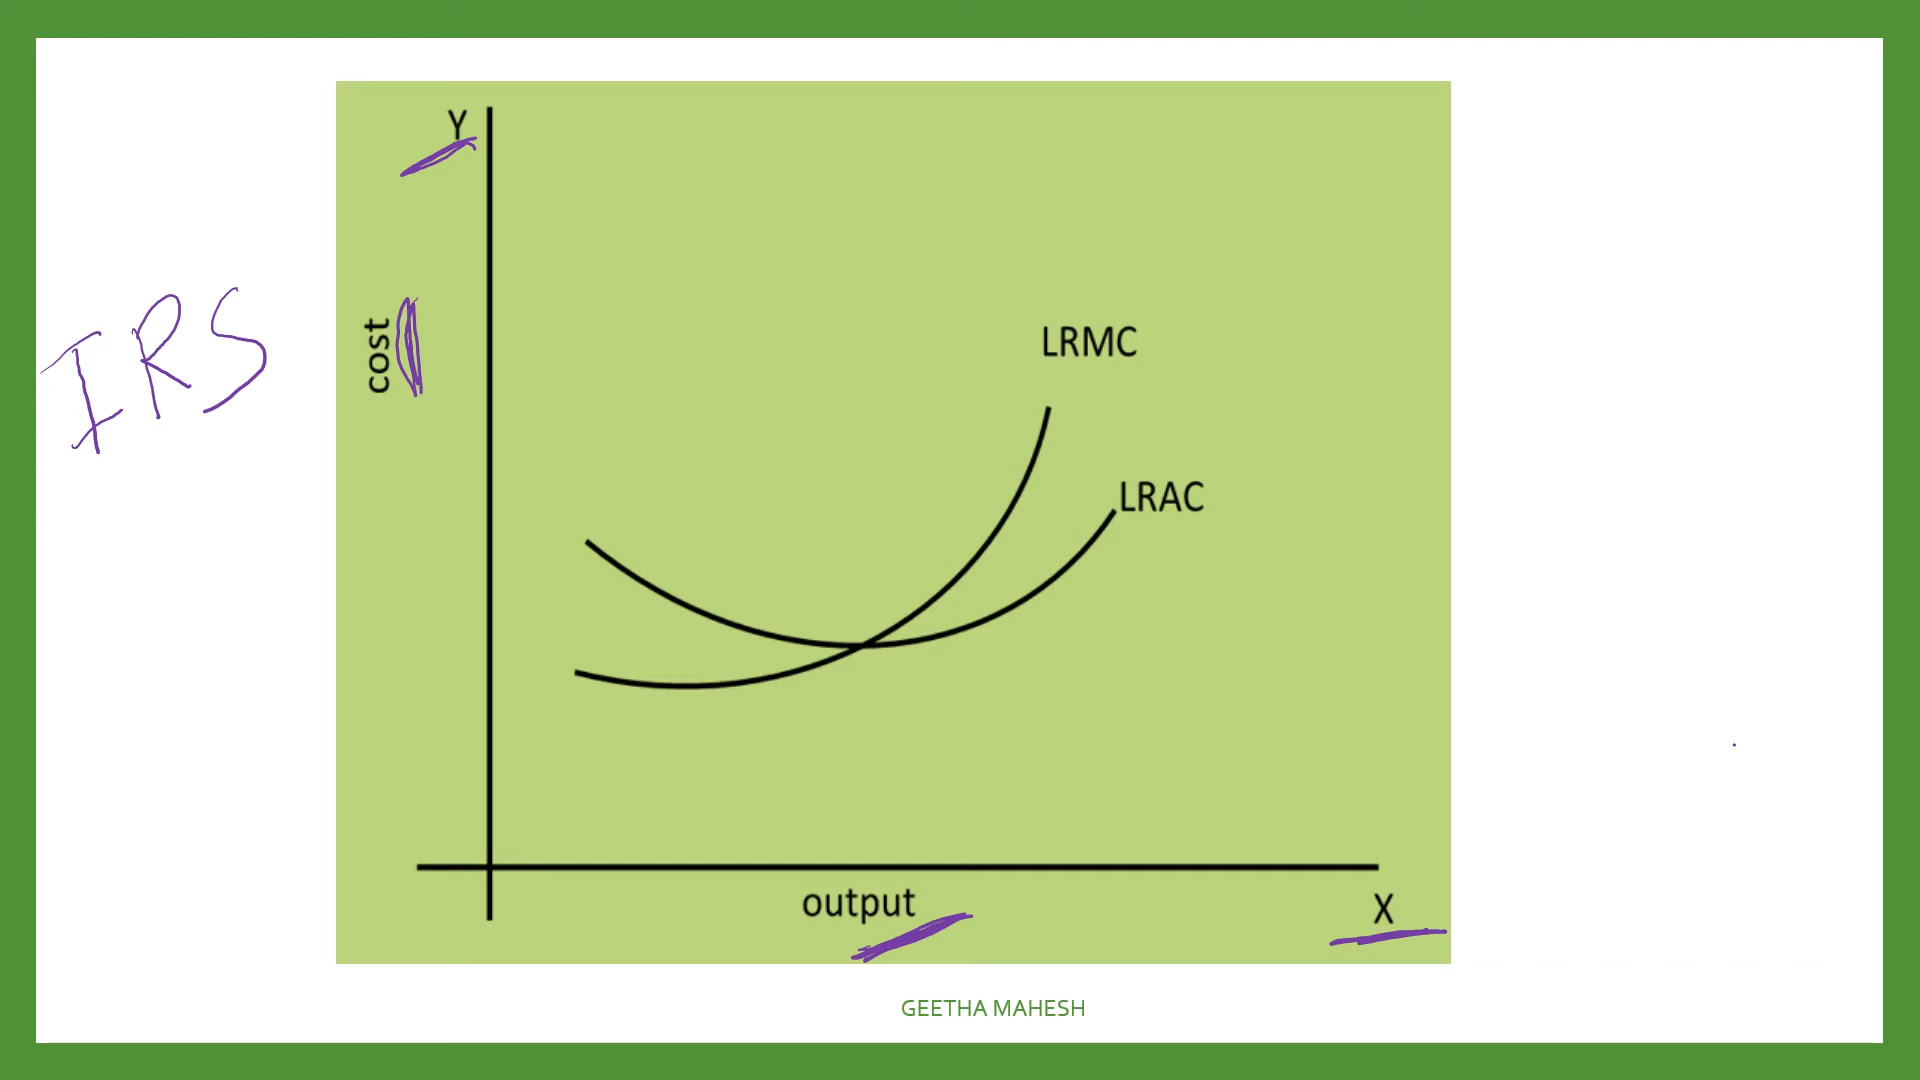 Y
IRS
cost
LRMC
LRAC
output
X
GEETHA MAHESH